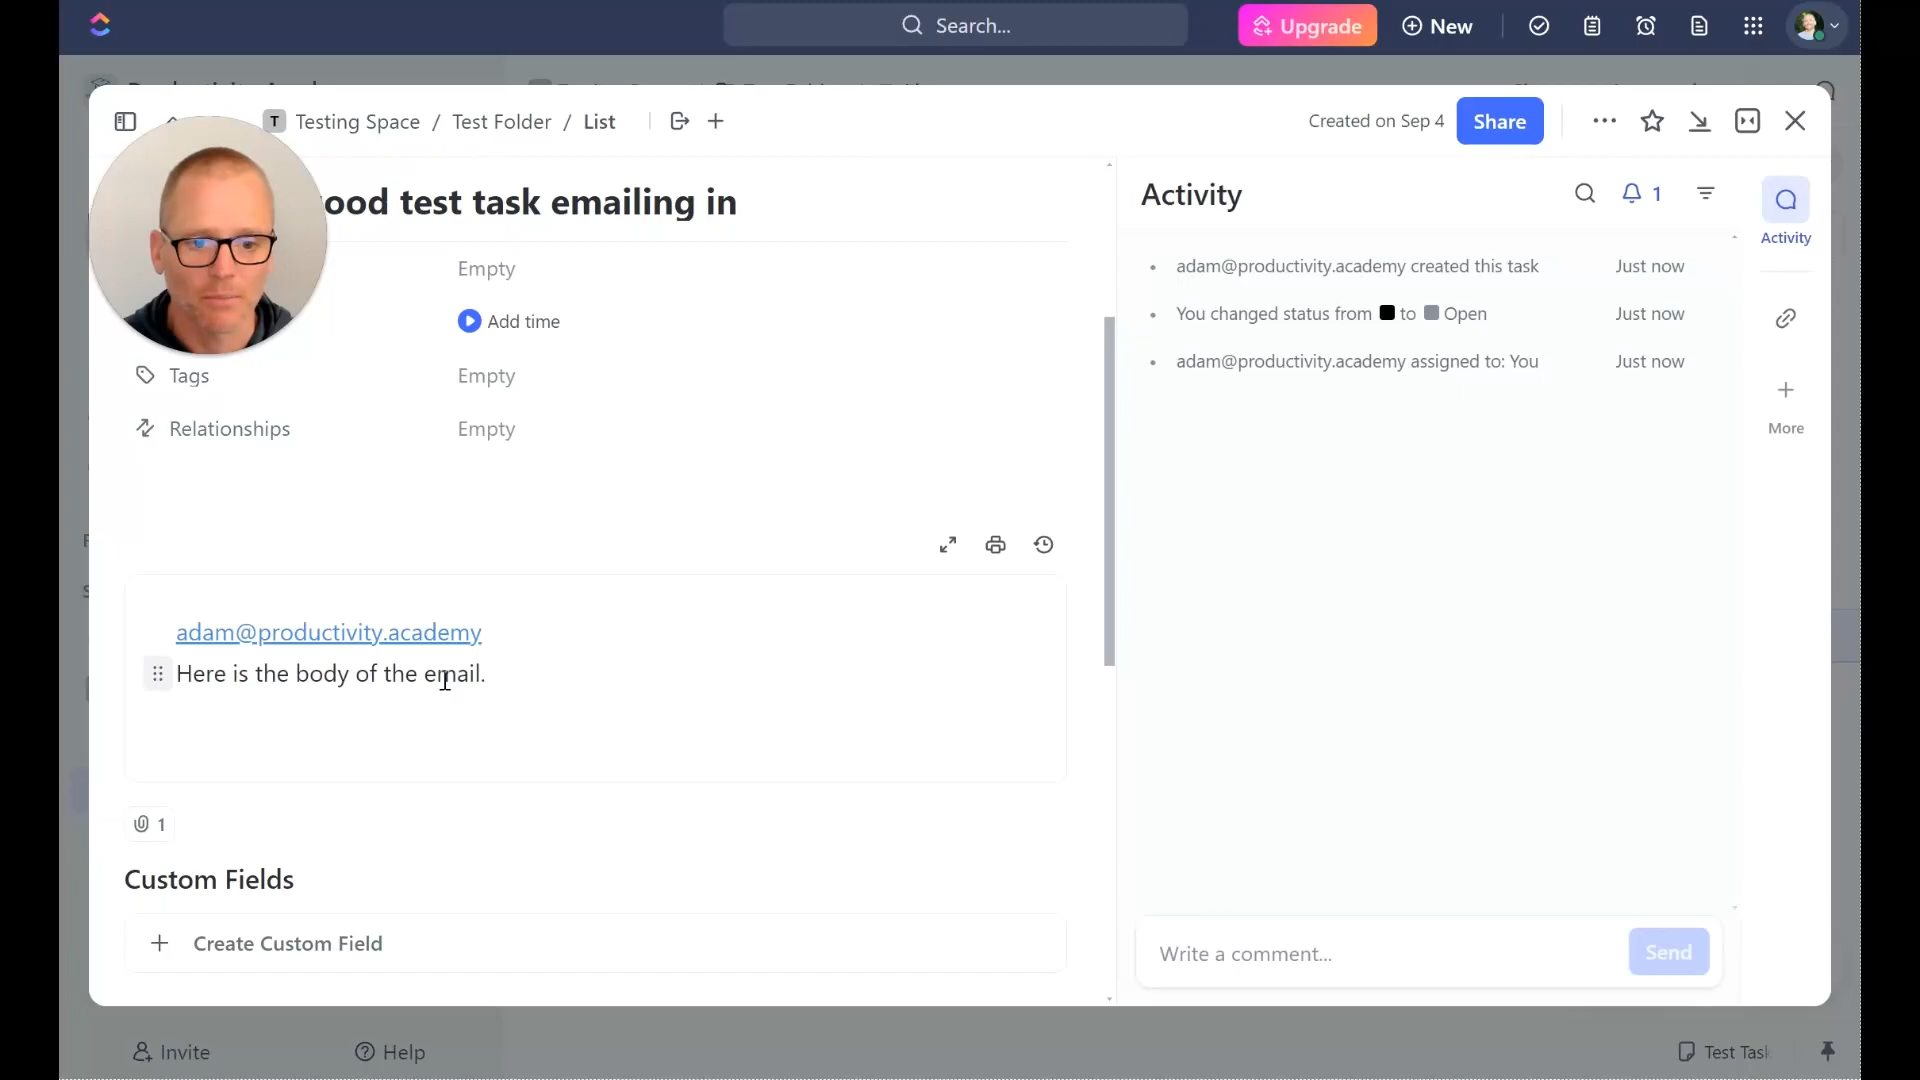 Search...
Upgrade
New
T Testing Space / Test Folder / List
Created on Sep 4
Share
ood test task emailing in
Empty
Add time
Tags
Empty
Relationships
Empty
adam@productivity.academy
Here is the body of the email.
1
Custom Fields
Create Custom Field
Activity
1
adam@productivity.academy created this task Just now
You changed status from to Open Just now
adam@productivity.academy assigned to: You Just now
Write a comment...
Send
Activity
More
Invite
Help
Test Task